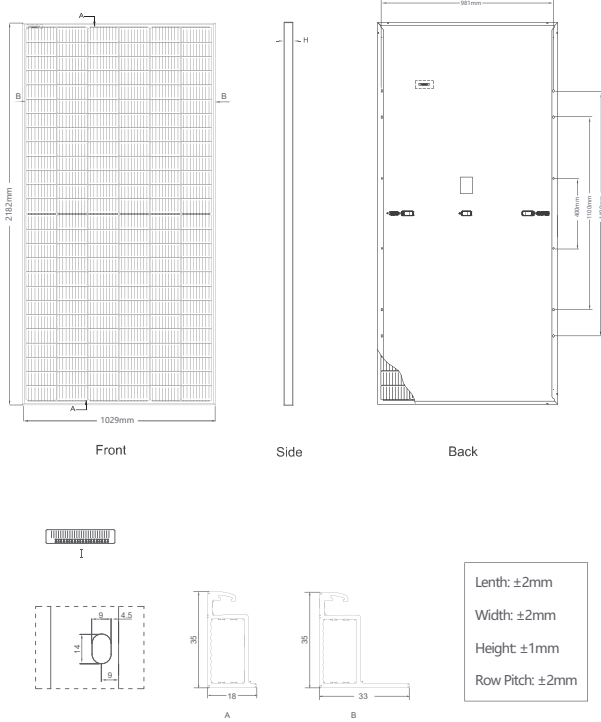 981mm
A
H
B
B
2182mm
400mm
1100mm
A
1029mm
Front
Side
Back
I
9
4.5
14
9
35
18
A
35
33
B
Lenth: ±2mm
Width: ±2mm
Height: ±1mm
Row Pitch: ±2mm